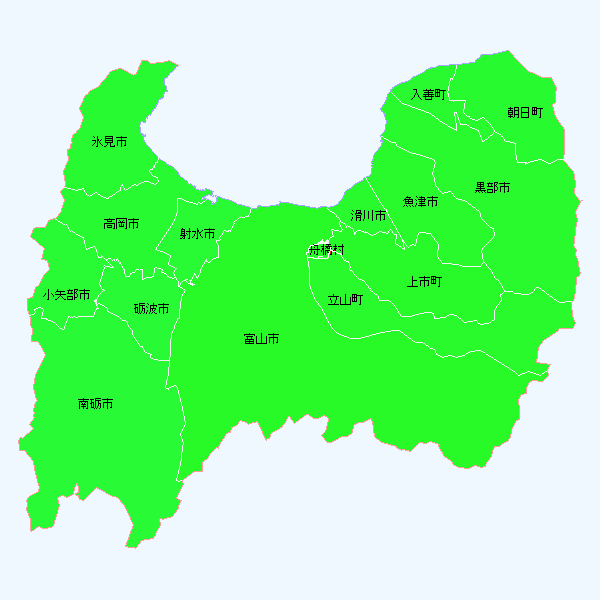 入善町
朝日町
氷見市
黒部市
魚津市
滑川市
高岡市
射水市
舟橋村
上市町
小矢部市
立山町
砺波市
富山市
南砺市